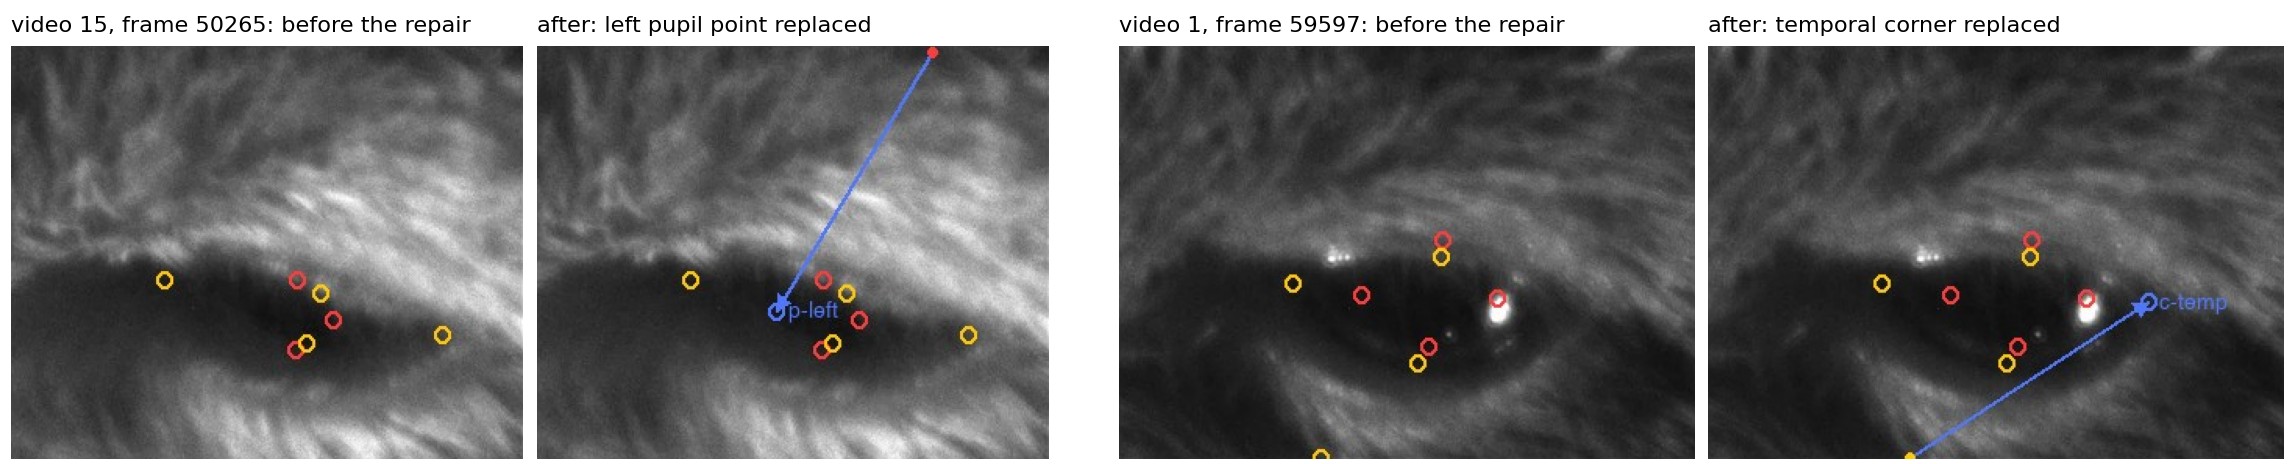 video 15, frame 50265: before the repair
after: left pupil point replaced
p-left
video 1, frame 59597: before the repair
after: temporal corner replaced
c-temp